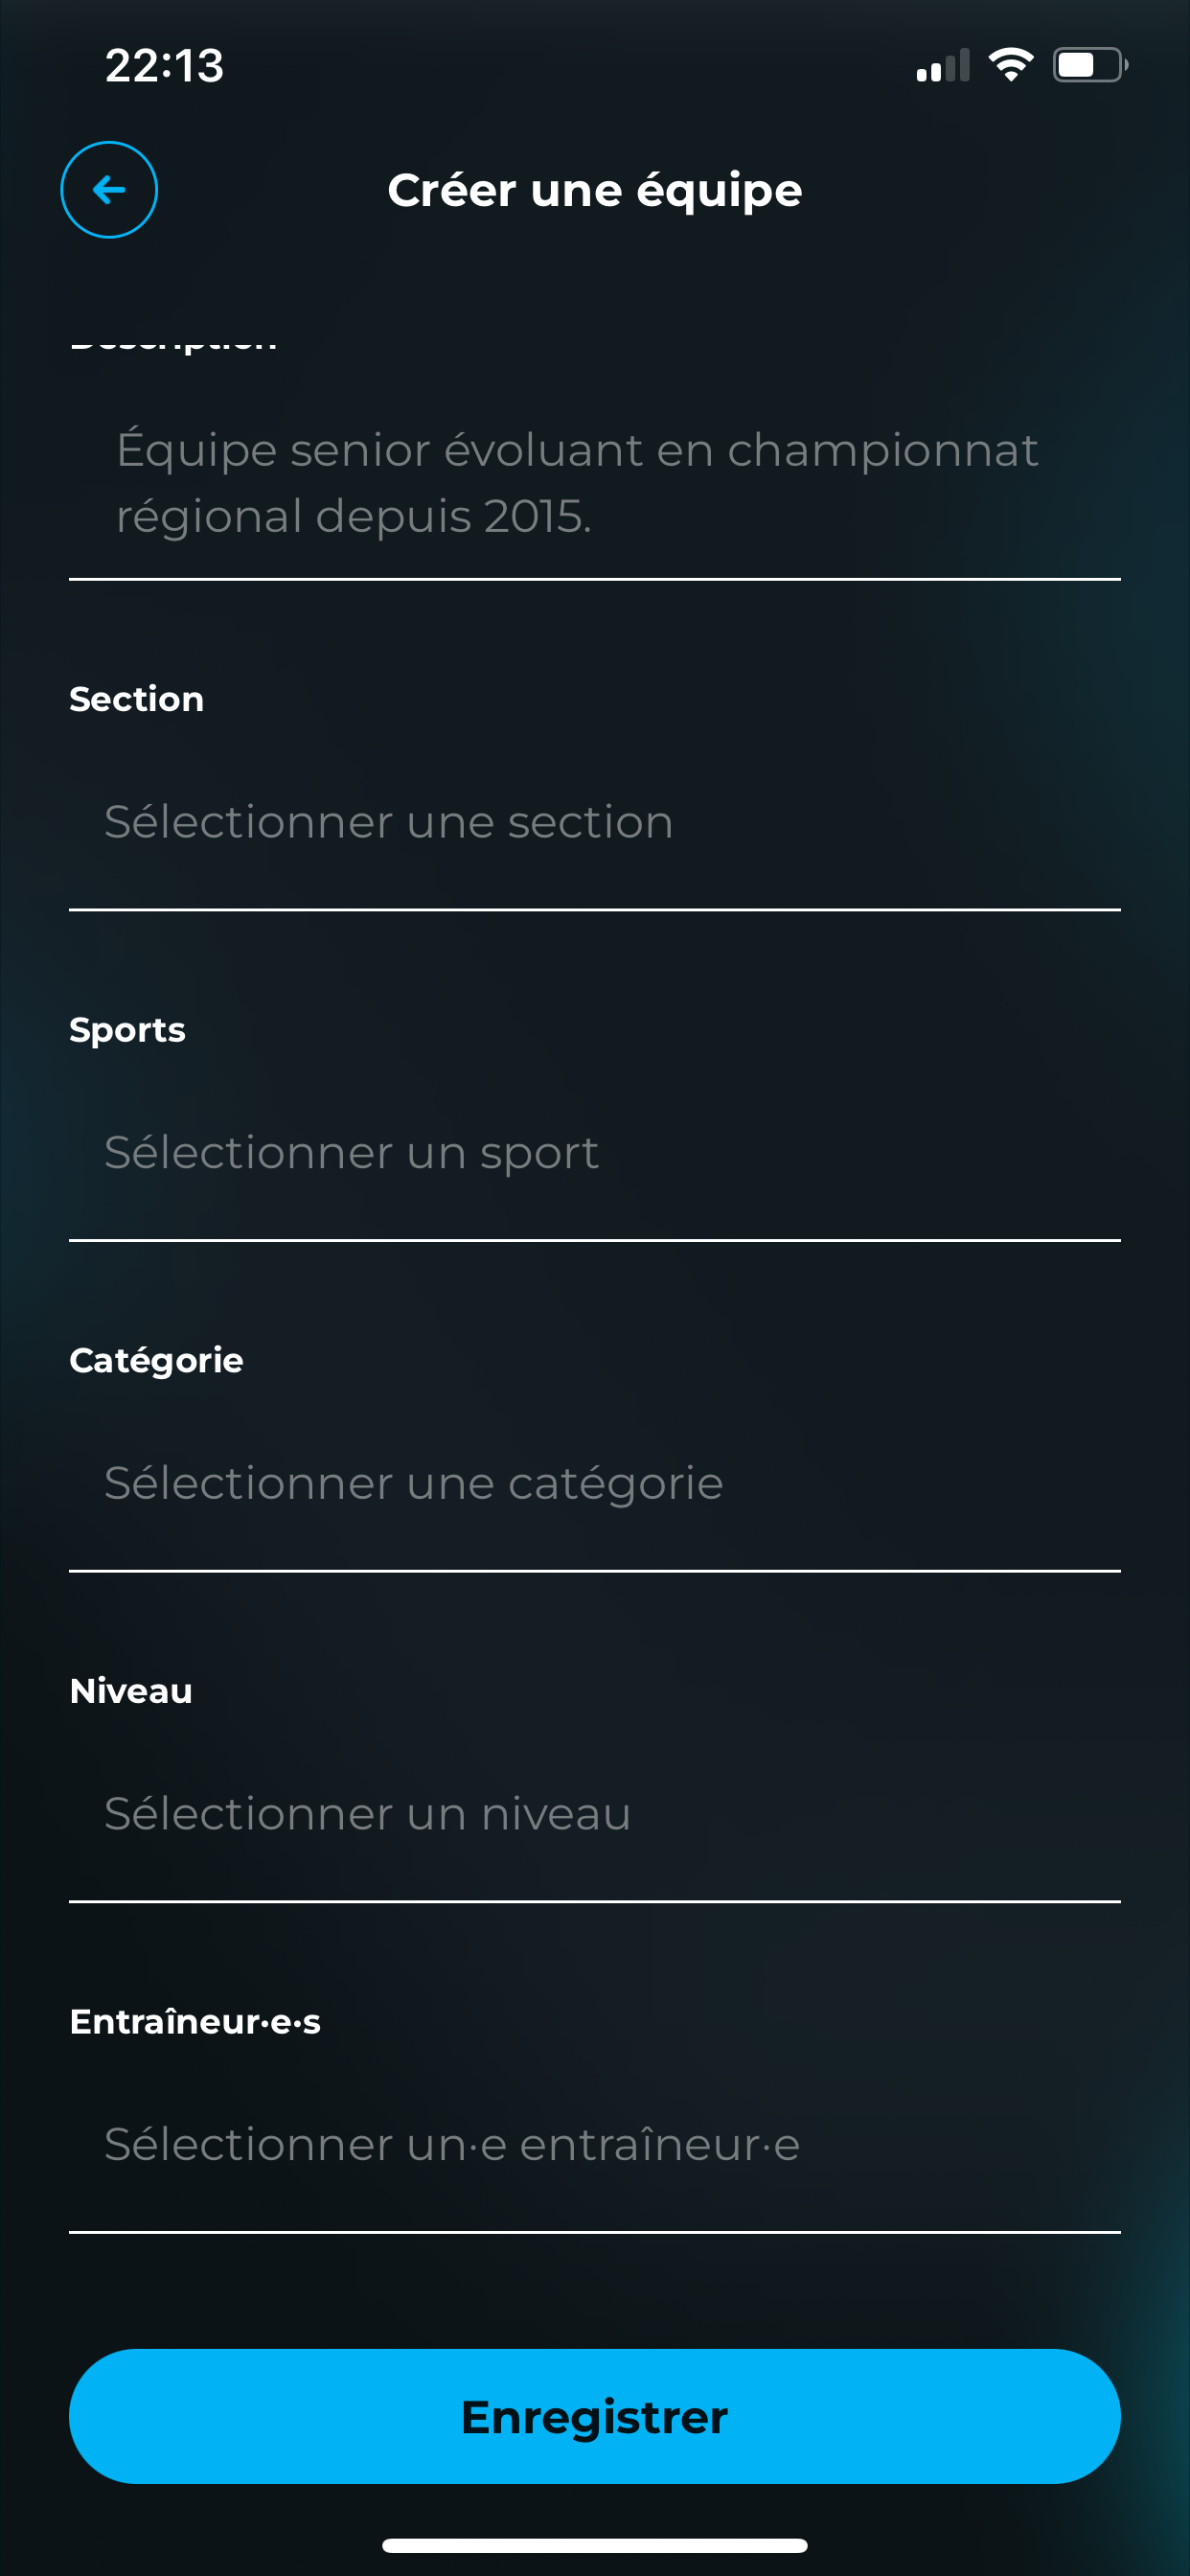 22:13
Créer une équipe
Description
Équipe senior évoluant en championnat
régional depuis 2015.
Section
Sélectionner une section
Sports
Sélectionner un sport
Catégorie
Sélectionner une catégorie
Niveau
Sélectionner un niveau
Entraîneur·e·s
Sélectionner un·e entraîneur·e
Enregistrer